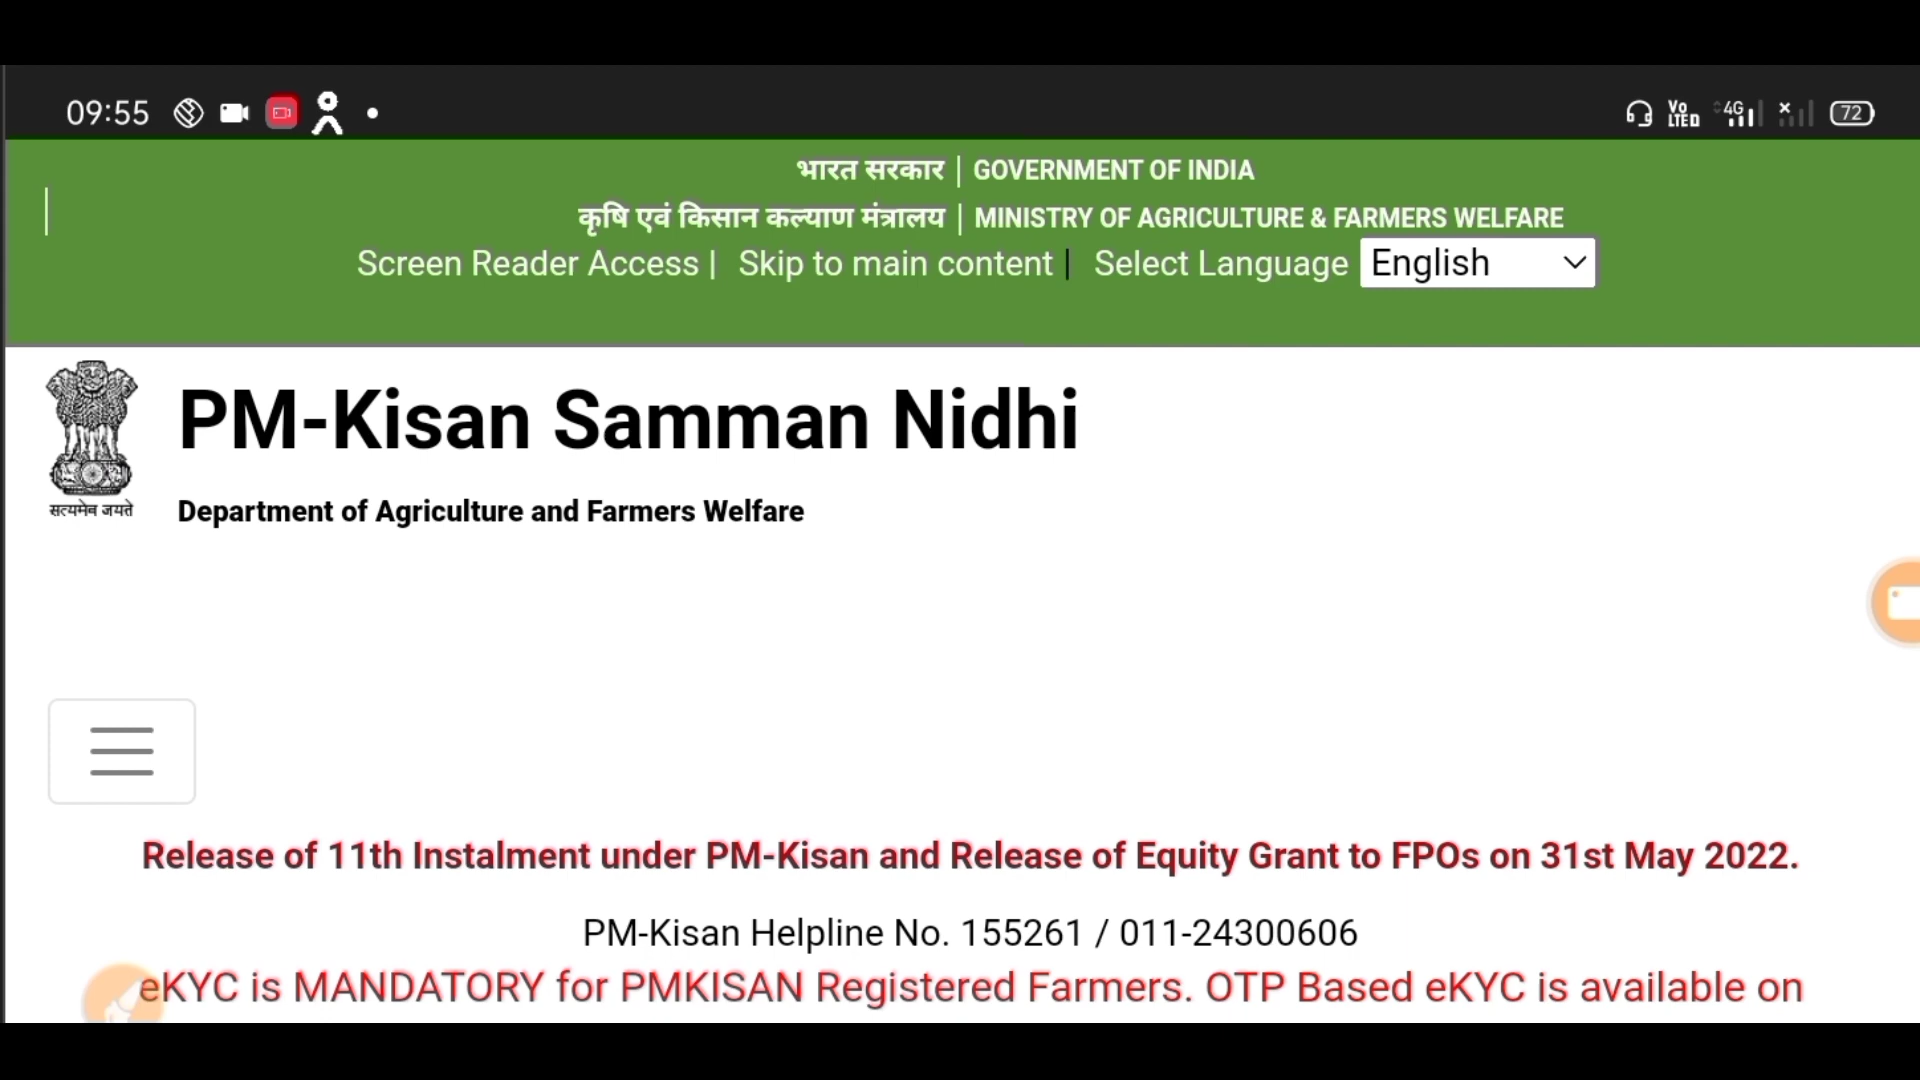 09:55 Vo LTED 4G 72
भारत सरकार | GOVERNMENT OF INDIA
कृषि एवं किसान कल्याण मंत्रालय | MINISTRY OF AGRICULTURE & FARMERS WELFARE
Screen Reader Access | Skip to main content | Select Language English
PM-Kisan Samman Nidhi
सत्यमेव जयते
Department of Agriculture and Farmers Welfare
Release of 11th Instalment under PM-Kisan and Release of Equity Grant to FPOs on 31st May 2022.
PM-Kisan Helpline No. 155261 / 011-24300606
eKYC is MANDATORY for PMKISAN Registered Farmers. OTP Based eKYC is available on